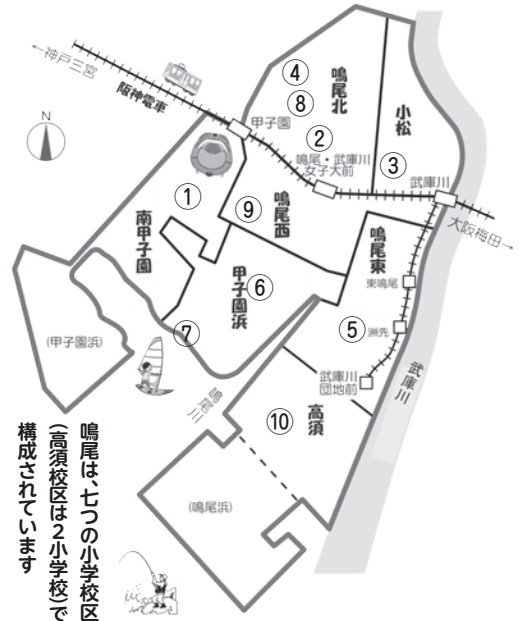 ←神戸三宮
阪神電車
N
甲子園
④
⑧
②
鳴尾北
小松
③
鳴尾・武庫川
女子大前
武庫川
大阪梅田→
①
⑨
鳴尾西
鳴尾東
東鳴尾
南甲子園
甲子園浜
⑥
⑤
洲先
(甲子園浜)
⑦
武庫川
団地前
武庫川
鳴尾川
⑩
高須
(鳴尾浜)
鳴尾は、七つの小学校区
(高須校区は2小学校)で
構成されています